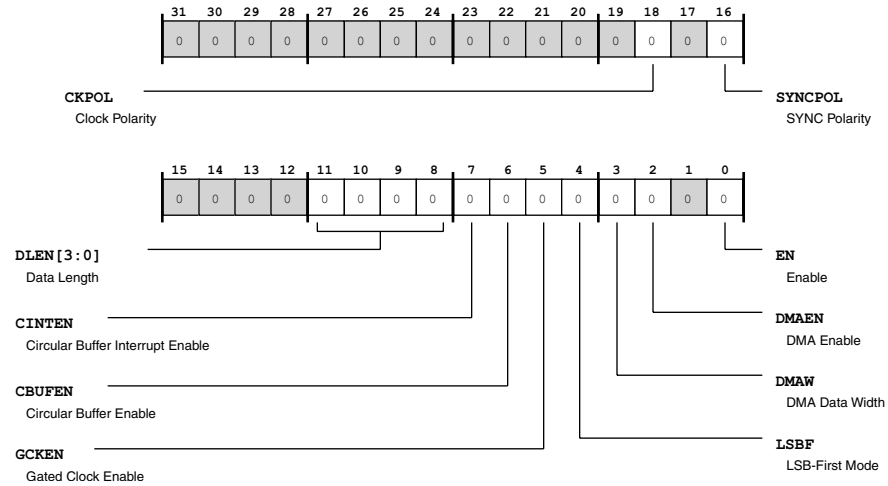 31 30 29 28 27 26 25 24 23 22 21 20 19 18 17 16
0 0 0 0 0 0 0 0 0 0 0 0 0 0 0 0
CKPOL
Clock Polarity
SYNCPOL
SYNC Polarity
15 14 13 12 11 10 9 8 7 6 5 4 3 2 1 0
0 0 0 0 0 0 0 0 0 0 0 0 0 0 0 0
DLEN[3:0]
Data Length
EN
Enable
CINTEN
Circular Buffer Interrupt Enable
DMAEN
DMA Enable
CBUFEN
Circular Buffer Enable
DMAW
DMA Data Width
GCKEN
Gated Clock Enable
LSBF
LSB-First Mode